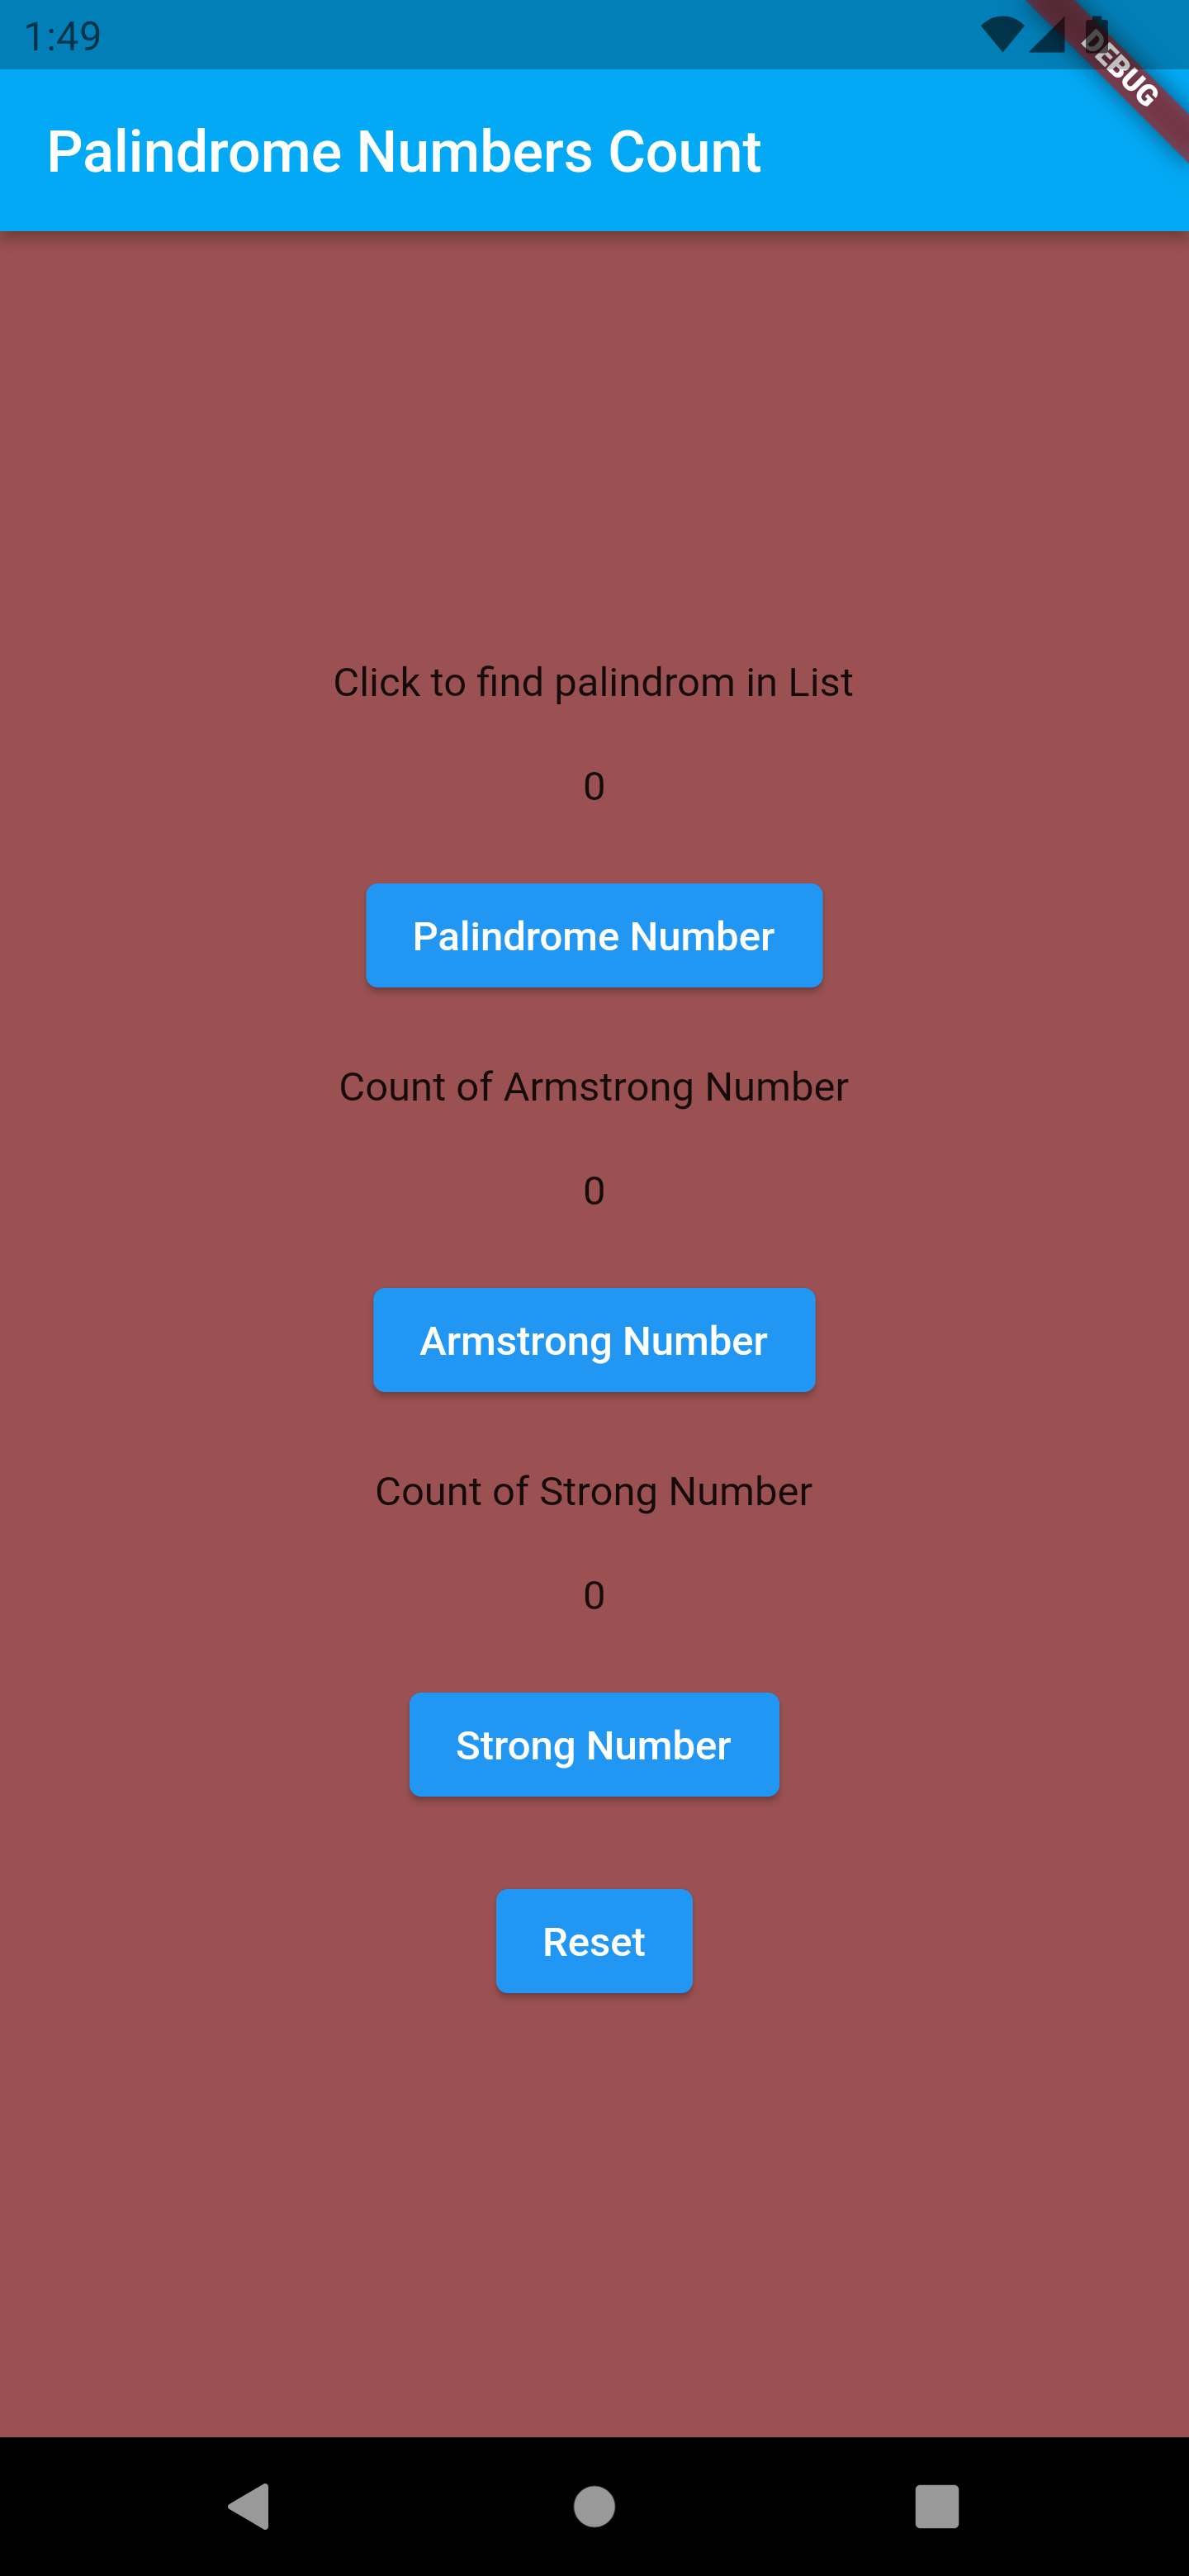 1:49
DEBUG
Palindrome Numbers Count
Click to find palindrom in List
0
Palindrome Number
Count of Armstrong Number
0
Armstrong Number
Count of Strong Number
0
Strong Number
Reset